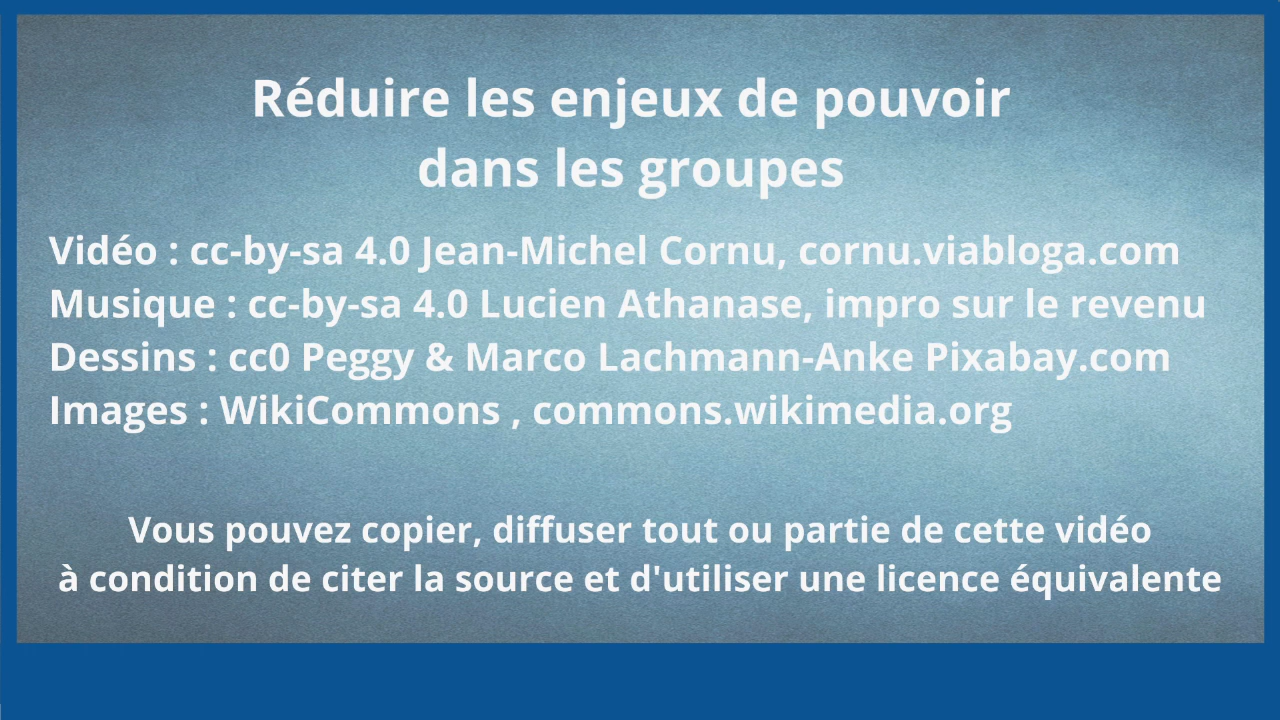 Réduire les enjeux de pouvoir
dans les groupes
Vidéo : cc-by-sa 4.0 Jean-Michel Cornu, cornu.viabloga.com
Musique : cc-by-sa 4.0 Lucien Athanase, impro sur le revenu
Dessins : cc0 Peggy & Marco Lachmann-Anke Pixabay.com
Images : WikiCommons , commons.wikimedia.org
Vous pouvez copier, diffuser tout ou partie de cette vidéo
à condition de citer la source et d'utiliser une licence équivalente